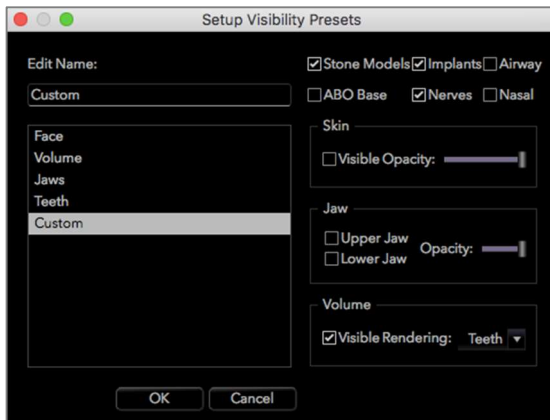 Setup Visibility Presets
Edit Name:
Custom
Face
Volume
Jaws
Teeth
Custom
Stone Models Implants Airway
ABO Base Nerves Nasal
Skin
Visible Opacity:
Jaw
Upper Jaw
Lower Jaw
Opacity:
Volume
Visible Rendering: Teeth
OK Cancel